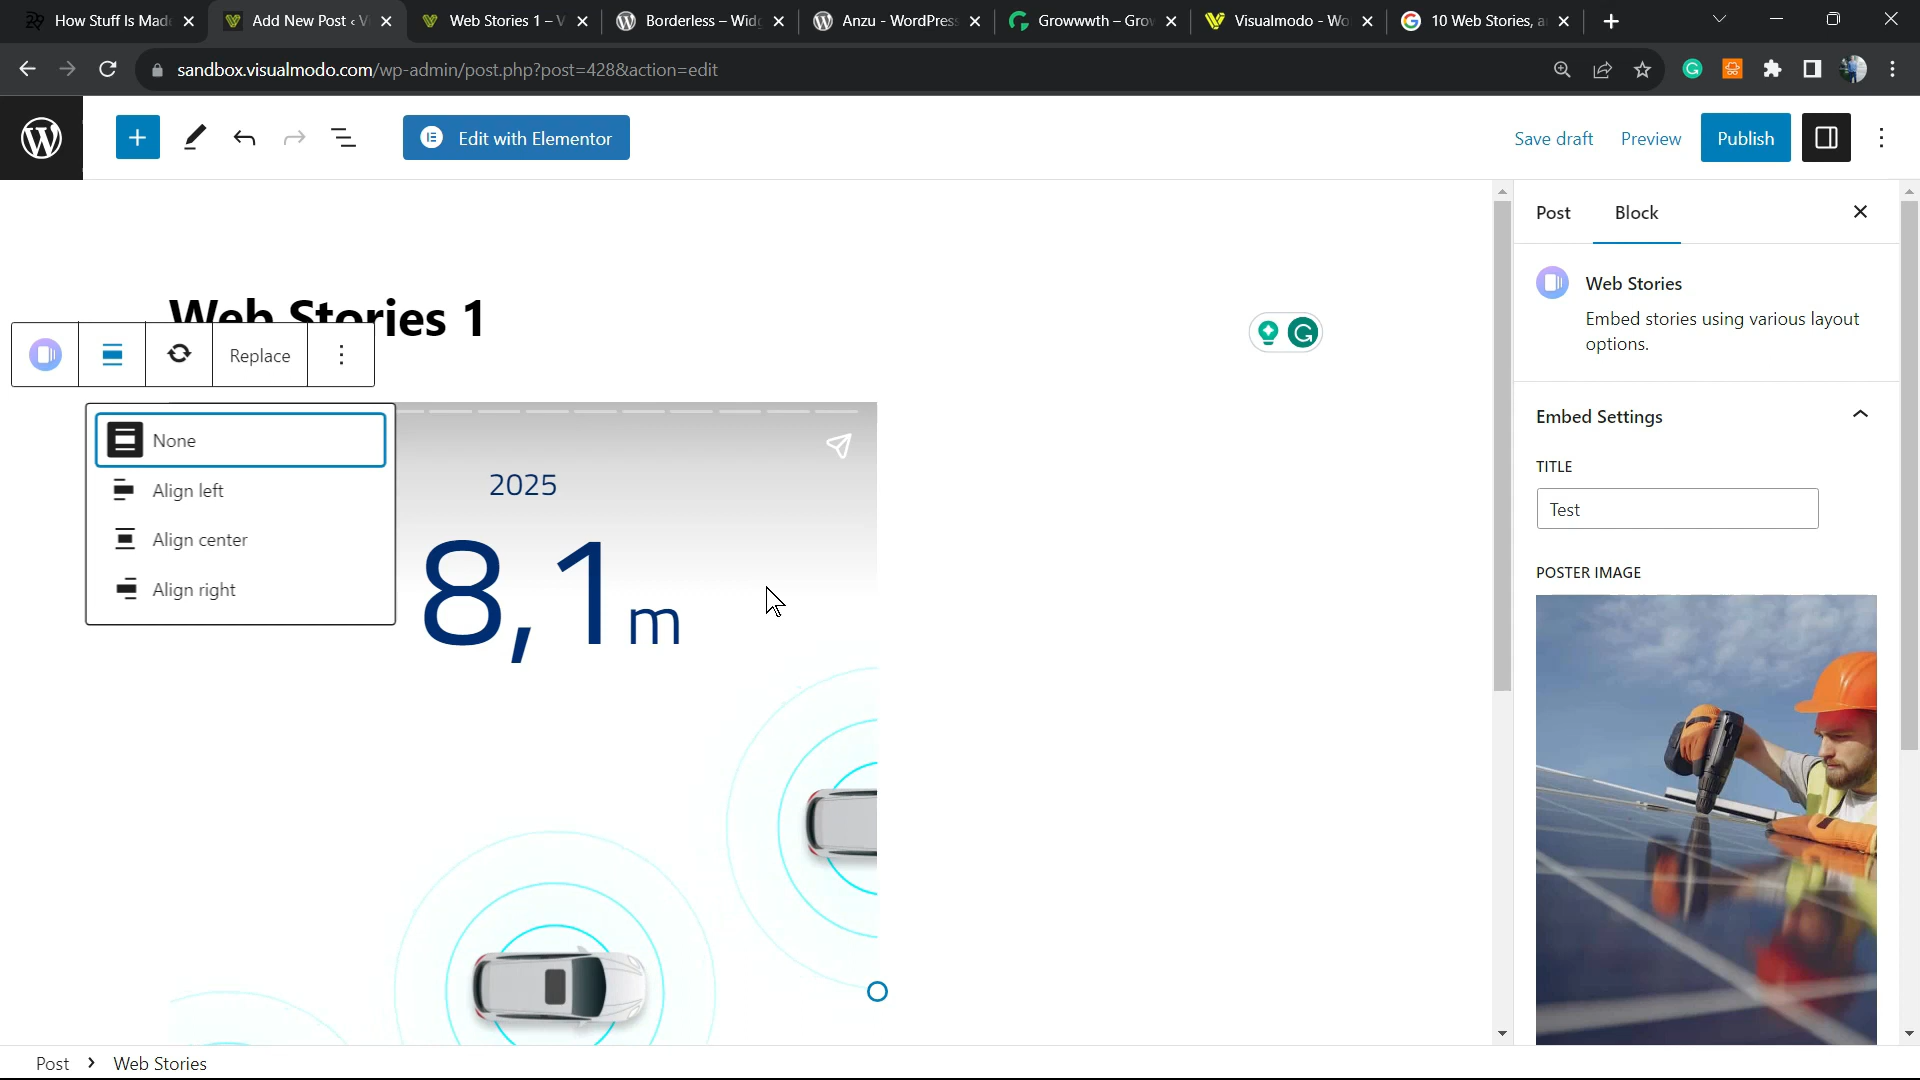 How Stuff Is Mad
Add New Post ‹ V
Web Stories 1 – V
Borderless – Widg
Anzu - WordPress
Growwwth – Grow
Visualmodo - Wo
10 Web Stories, a
sandbox.visualmodo.com/wp-admin/post.php?post=428&action=edit
Edit with Elementor
Save draft
Preview
Publish
Post
Block
Web Stories
Embed stories using various layout
options.
Web Stories 1
Replace
None
Align left
Align center
Align right
2025
8,1m
Embed Settings
TITLE
Test
POSTER IMAGE
Post
Web Stories